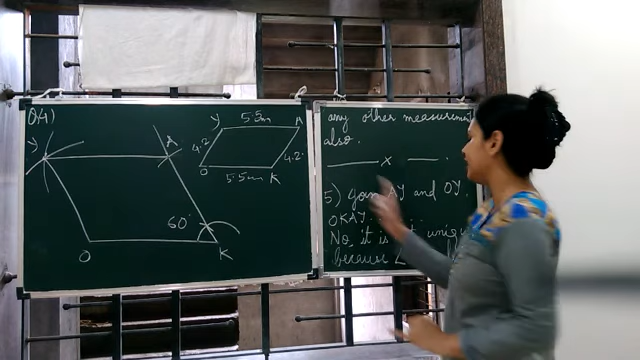 Q4)
Y 5.5cm A
4.2
4.2
O 5.5cm K
Y
A
60°
O
K
any other measurement
also.
x
5) Join AY and OY.
OKAY
No, it is
because